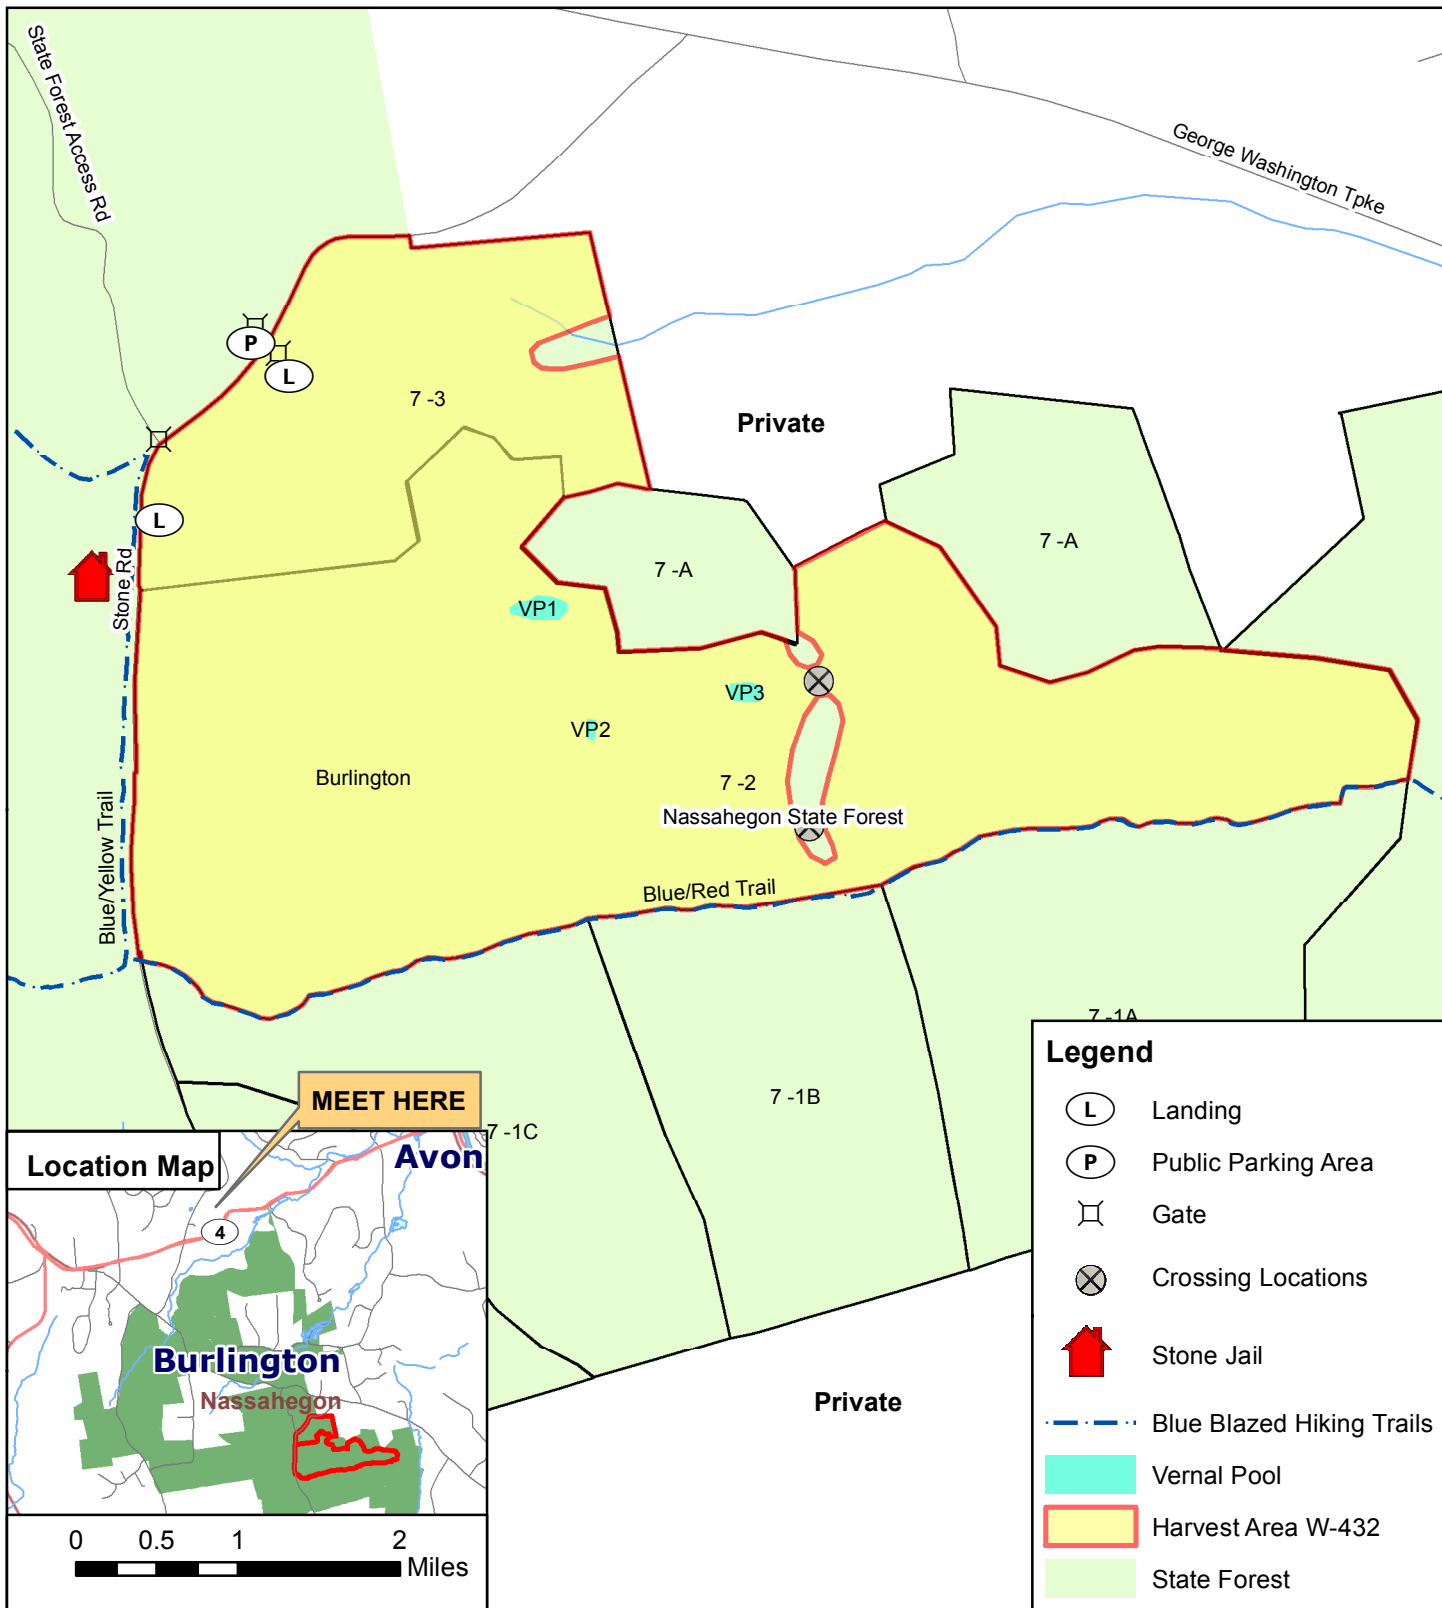 State Forest Access Rd
George Washington Tpke
P
L
7 -3
Private
L
7 -A
7 -A
Stone Rd
VP1
VP3
VP2
Burlington
7 -2
Nassahegon State Forest
Blue/Yellow Trail
Blue/Red Trail
7 -1A
7 -1B
7 -1C
MEET HERE
Location Map
Avon
4
Burlington
Nassahegon
0 0.5 1 2
Miles
Private
Legend
L Landing
P Public Parking Area
Gate
Crossing Locations
Stone Jail
Blue Blazed Hiking Trails
Vernal Pool
Harvest Area W-432
State Forest